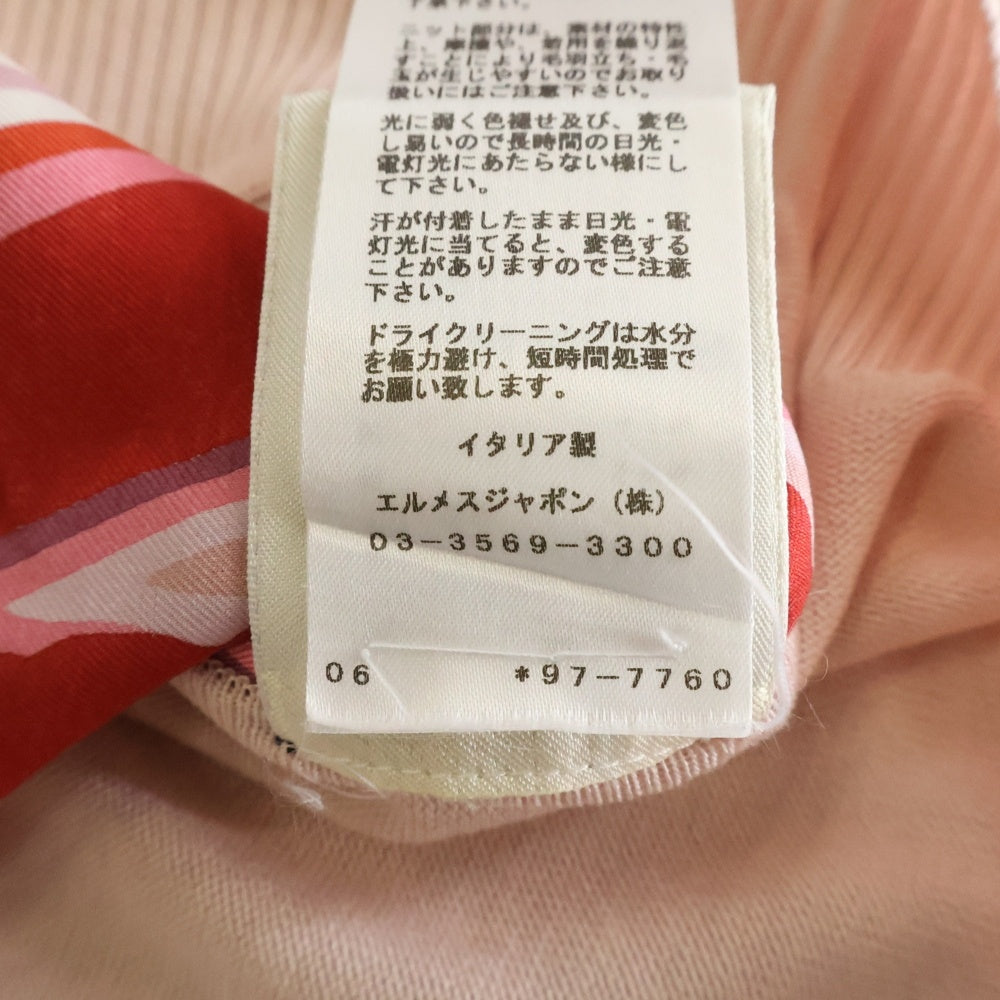 了承下さい。
ニット部分は、素材の特性
上、摩擦や、着用を繰り返
すことにより毛羽立ち・毛
玉が生じやすいのでお取り
扱いにはご注意下さい。
光に弱く色褪せ及び、変色
し易いので長時間の日光・
電灯光にあたらない様にし
て下さい。
汗が付着したまま日光・電
灯光に当てると、変色する
ことがありますのでご注意
下さい。
ドライクリーニングは水分
を極力避け、短時間処理で
お願い致します。
イタリア製
エルメスジャポン（株）
03-3569-3300
06 *97-7760